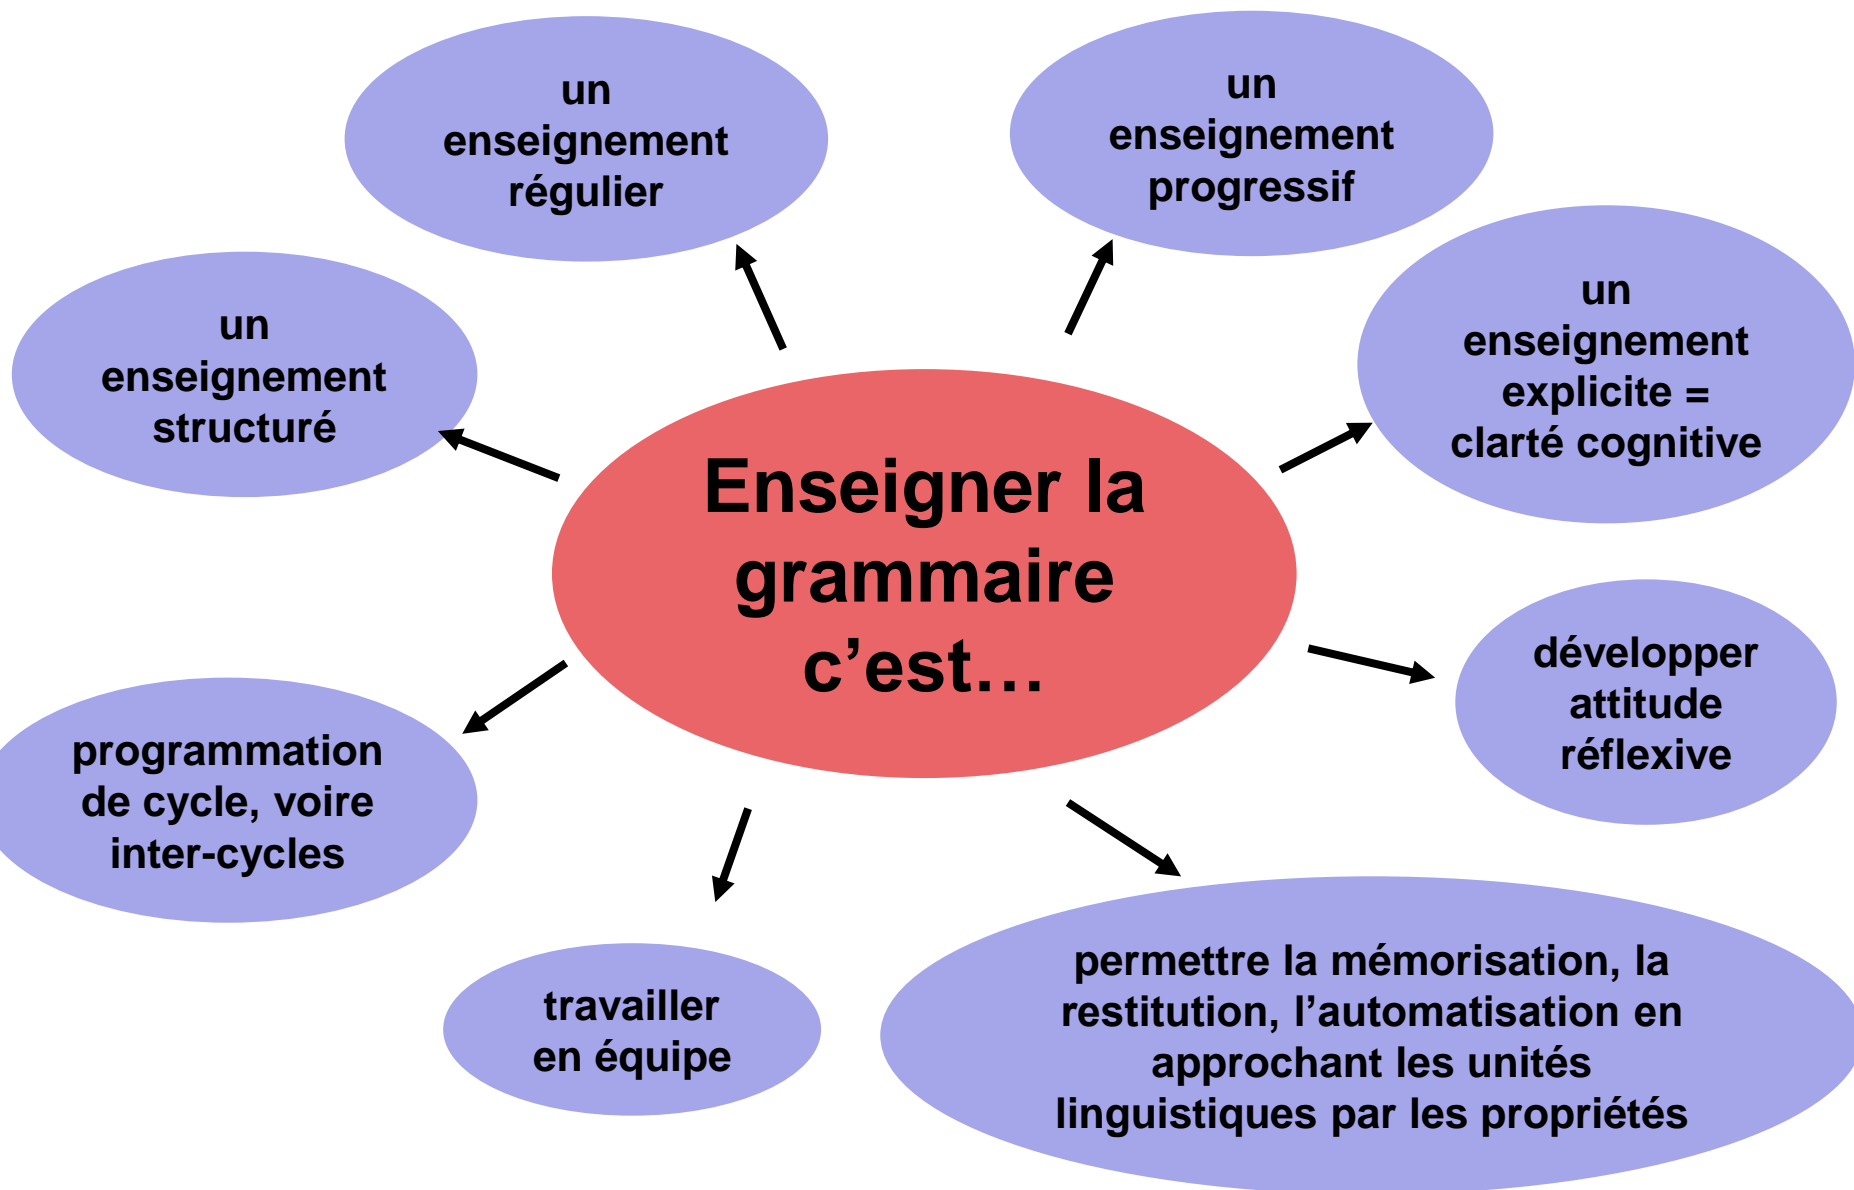 un
enseignement
régulier
un
enseignement
progressif
un
enseignement
structuré
un
enseignement
explicite =
clarté cognitive
Enseigner la
grammaire
c’est…
développer
attitude
réflexive
programmation
de cycle, voire
inter-cycles
travailler
en équipe
permettre la mémorisation, la
restitution, l’automatisation en
approchant les unités
linguistiques par les propriétés